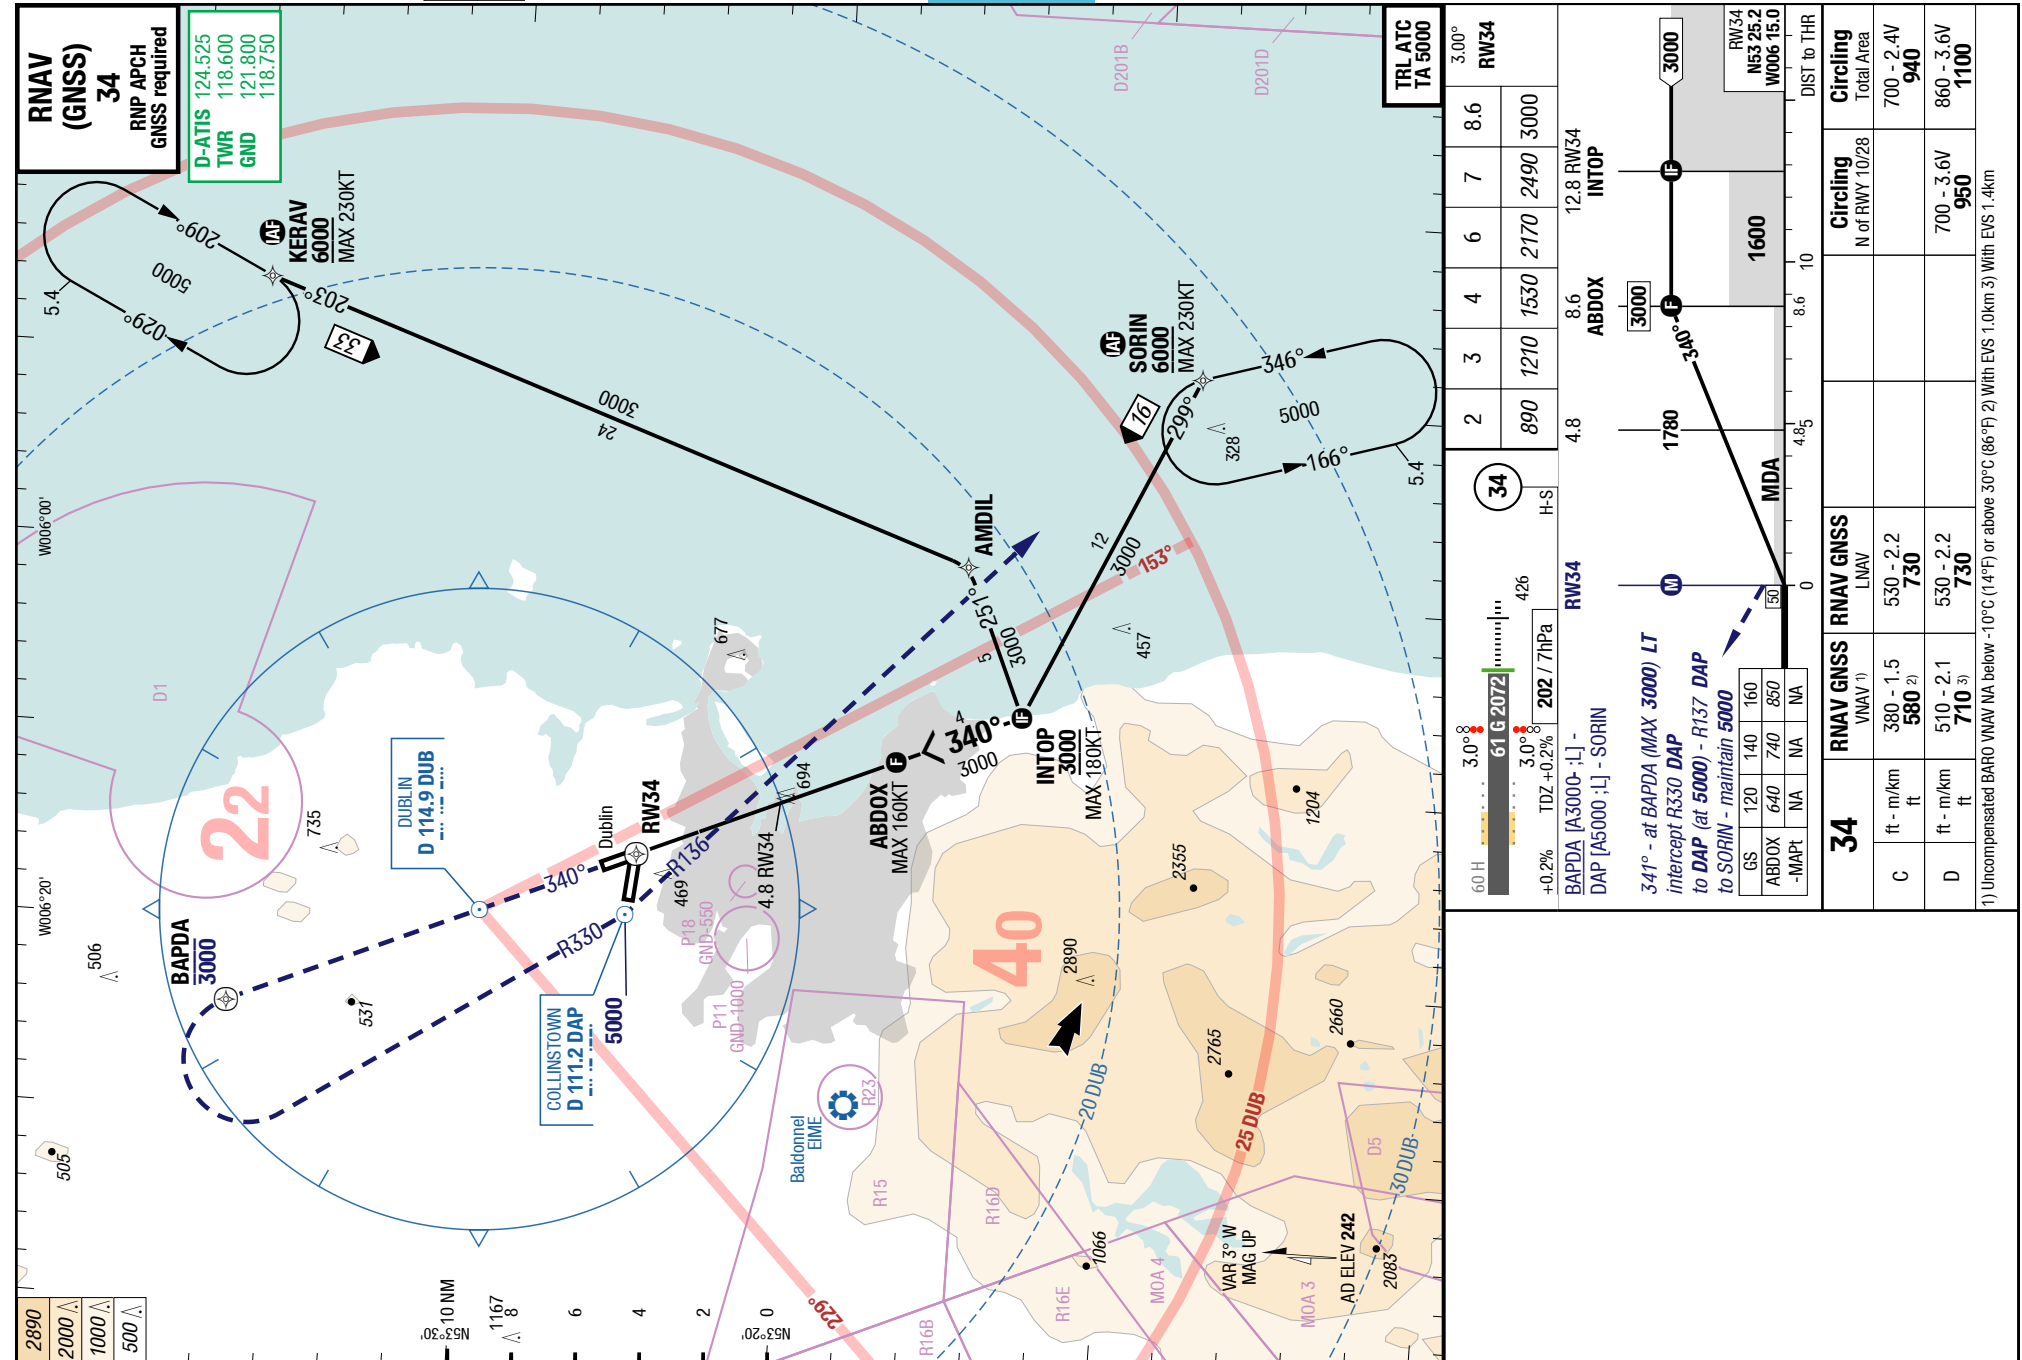 RNAV
(GNSS)
34
RNP APCH
GNSS required
D-ATIS 124.525
TWR 118.600
GND 121.800
118.750
TRL ATC
TA 5000
D201B
D201D
KERAV
6000
MAX 230KT
IAF
209°
029°
5000
5.4
203°
33
3000
24
SORIN
6000
MAX 230KT
IAF
346°
166°
5000
5.4
299°
16
328
12
3000
AMDIL
251°
5
3000
153°
457
INTOP
3000
MAX 180KT
IF
340°
4
3000
ABDOX
MAX 160KT
F
694
677
4.8 RW34
RW34
Dublin
469
R136
340°
R330
BAPDA
3000
DUBLIN
D 114.9 DUB
COLLINSTOWN
D 111.2 DAP
5000
D1
22
40
735
506
531
505
W006°00'
W006°20'
P18
GND-550
P11
GND-1000
R23
Baldonnel
EIME
R15
R16D
R16E
R16B
MOA 4
MOA 3
D5
1204
2355
2890
2765
2660
1066
2083
20 DUB
25 DUB
30 DUB
229°
VAR 3° W
MAG UP
AD ELEV 242
10 NM
8
6
4
2
0
N53°30'
N53°20'
1167
2890
2000
1000
500
3.00°
RW34
2 3 4 6 7 8.6
890 1210 1530 2170 2490 3000
34
H-S
60 H
3.0°
61 G 2072
3.0°
426
+0.2%
TDZ +0.2%
202 / 7hPa
BAPDA [A3000- ;L] -
DAP [A5000 ;L] - SORIN
341° - at BAPDA (MAX 3000) LT
intercept R330 DAP
to DAP (at 5000) - R137 DAP
to SORIN - maintain 5000
GS 120 140 160
ABDOX 640 740 850
-MAPt NA NA NA
RW34
4.8
8.6
ABDOX
12.8 RW34
INTOP
RW34
N53 25.2
W006 15.0
M
F
IF
3000
3000
340°
1780
1600
MDA
50
0
4.8
5
8.6
10
DIST to THR
34
RNAV GNSS
VNAV 1)
RNAV GNSS
LNAV
Circling
N of RWY 10/28
Circling
Total Area
C
ft - m/km
ft
380 - 1.5
580 2)
530 - 2.2
730
700 - 2.4V
940
D
ft - m/km
ft
510 - 2.1
710 3)
530 - 2.2
730
700 - 3.6V
950
860 - 3.6V
1100
1) Uncompensated BARO VNAV NA below -10°C (14°F) or above 30°C (86°F) 2) With EVS 1.0km 3) With EVS 1.4km